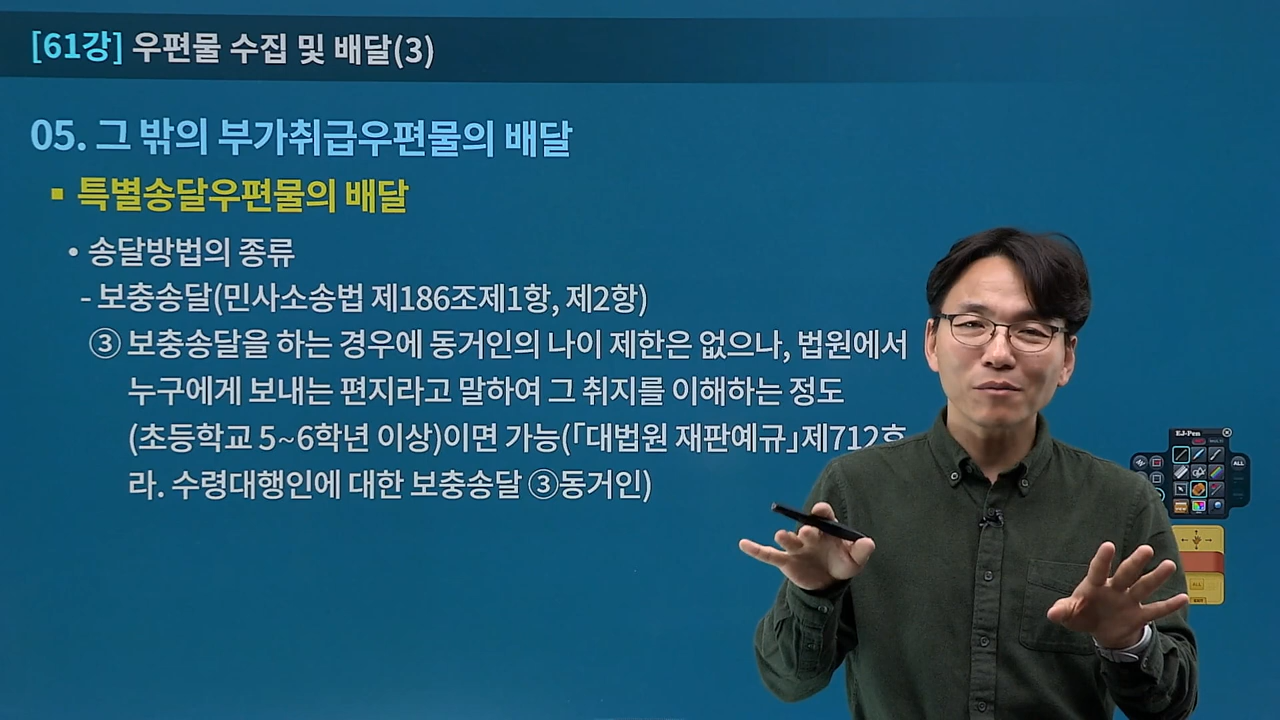 [61강] 우편물 수집 및 배달(3)
05. 그 밖의 부가취급우편물의 배달
▪ 특별송달우편물의 배달
• 송달방법의 종류
- 보충송달(민사소송법 제186조제1항, 제2항)
③ 보충송달을 하는 경우에 동거인의 나이 제한은 없으나, 법원에서
누구에게 보내는 편지라고 말하여 그 취지를 이해하는 정도
(초등학교 5~6학년 이상)이면 가능(「대법원 재판예규」제712호
라. 수령대행인에 대한 보충송달 ③동거인)
EJ-Pen
ALL
ALL
EXIT